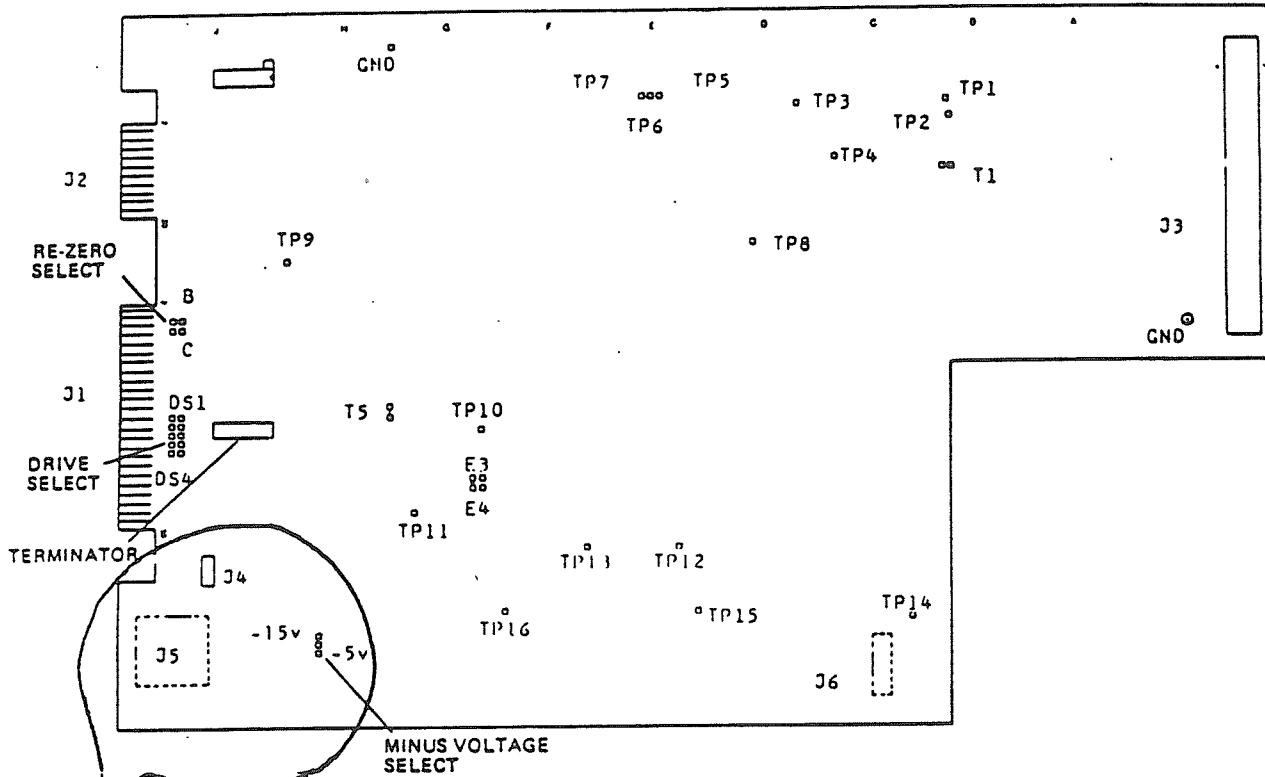 J H G F E D C B A
GND
TP7 TP5
TP3
TP1
TP2
TP6
TP4
T1
J2
J3
TP9
TP8
RE-ZERO
SELECT
B
C
GND
J1
DS1
T5
TP10
DRIVE
SELECT
DS4
E3
E4
TP11
TERMINATOR
TP13
TP12
J4
TP14
TP16
TP15
-15v
-5v
J5
J6
MINUS VOLTAGE
SELECT